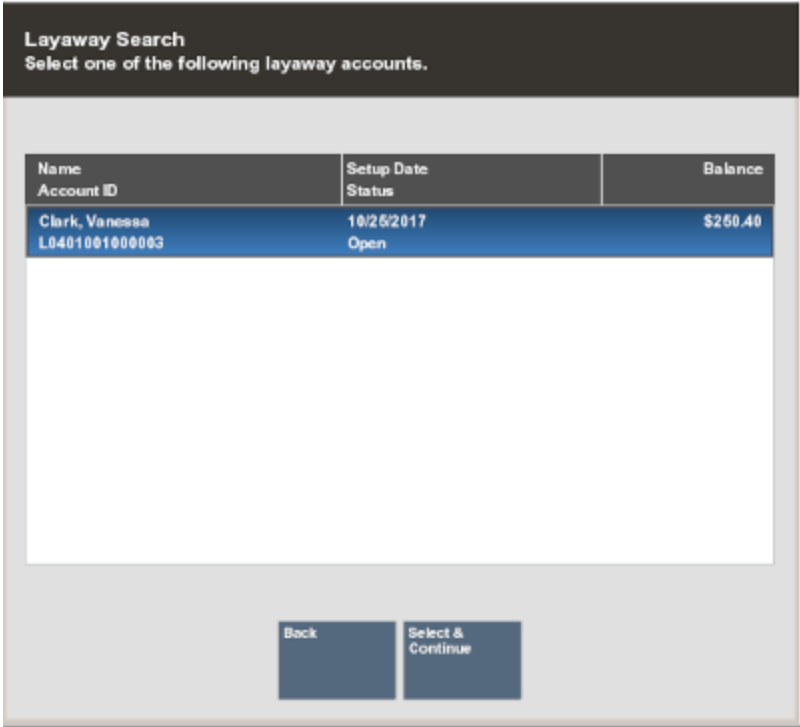 Layaway Search
Select one of the following layaway accounts.
Name Setup Date Balance
Account ID Status
Clark, Vanessa 10/25/2017 $250.40
L0401001000003 Open
Back Select &
Continue